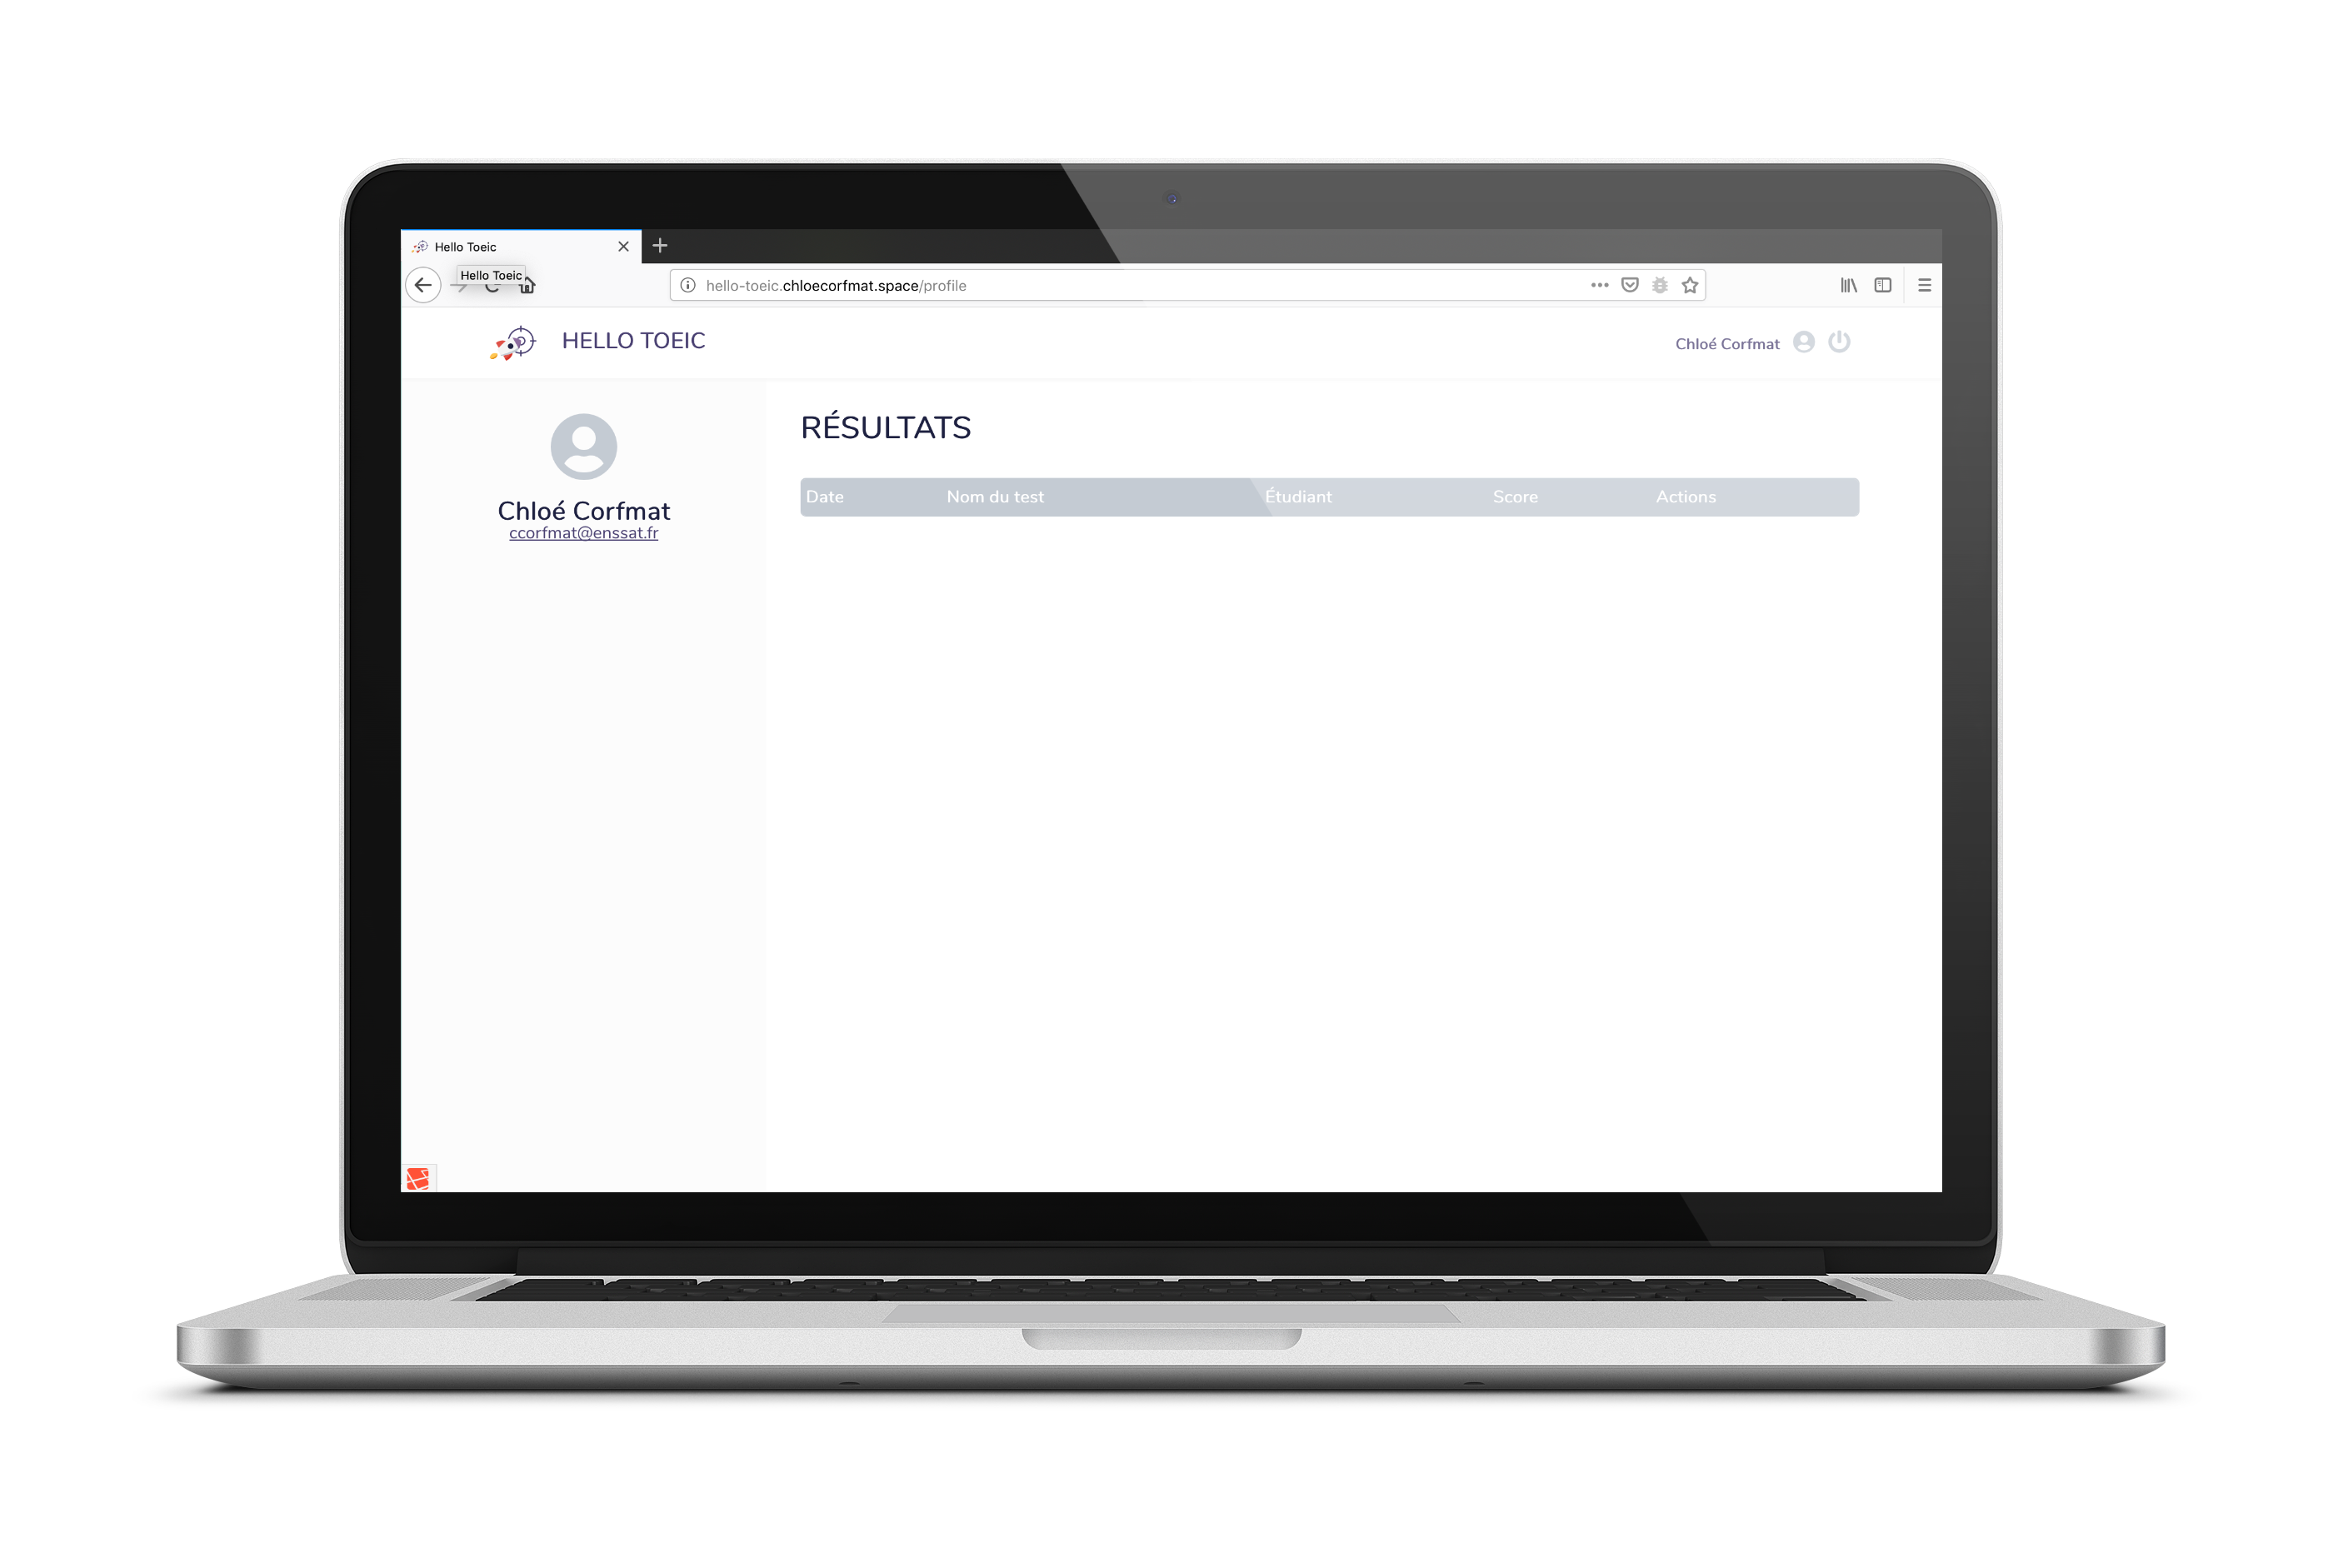 Hello Toeic
Hello Toeic
hello-toeic.chloecorfmat.space/profile
HELLO TOEIC
Chloé Corfmat
Chloé Corfmat
ccorfmat@enssat.fr
RÉSULTATS
Date Nom du test Étudiant Score Actions